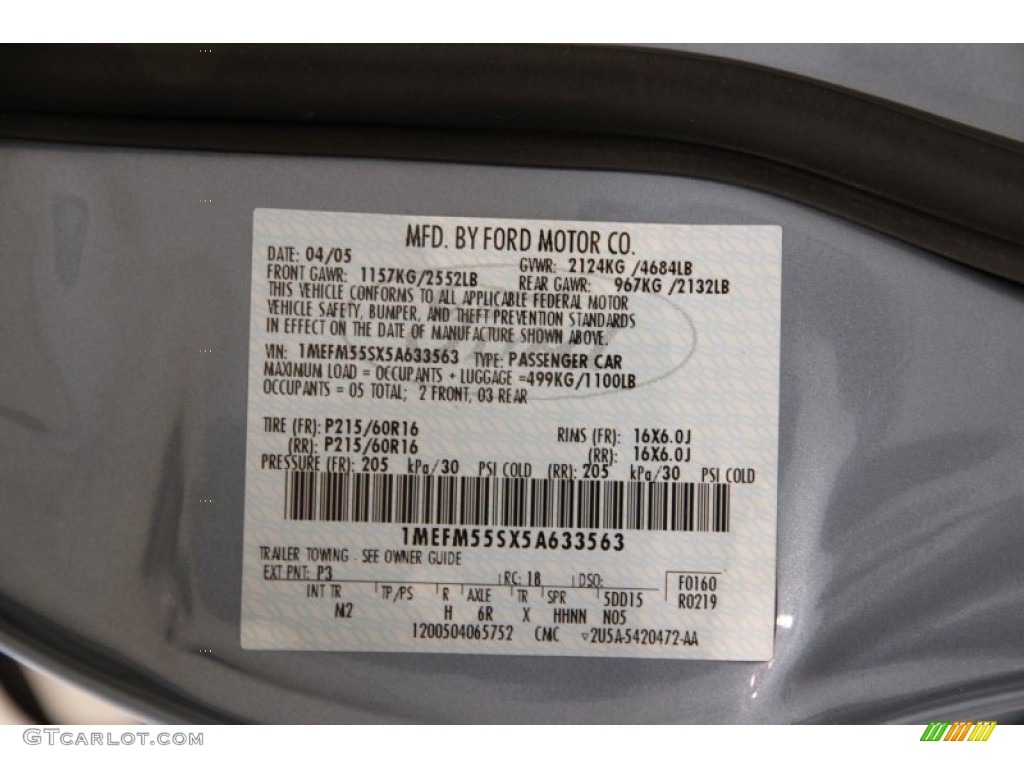 MFD. BY FORD MOTOR CO.
DATE: 04/05 GVWR: 2124KG /4684LB
FRONT GAWR: 1157KG/2552LB REAR GAWR: 967KG /2132LB
THIS VEHICLE CONFORMS TO ALL APPLICABLE FEDERAL MOTOR
VEHICLE SAFETY, BUMPER, AND THEFT PREVENTION STANDARDS
IN EFFECT ON THE DATE OF MANUFACTURE SHOWN ABOVE.
VIN: 1MEFM55SX5A633563 TYPE: PASSENGER CAR
MAXIMUM LOAD = OCCUPANTS + LUGGAGE =499KG/1100LB
OCCUPANTS = 05 TOTAL; 2 FRONT, 03 REAR
TIRE (FR): P215/60R16 RIMS (FR): 16X6.0J
(RR): P215/60R16 (RR): 16X6.0J
PRESSURE (FR): 205 kPa/30 PSI COLD (RR): 205 kPa/30 PSI COLD
1MEFM55SX5A633563
TRAILER TOWING - SEE OWNER GUIDE
EXT PNT: P3 RC: 18 DSO: F0160
INT TR TP/PS R AXLE TR SPR 5DD15 R0219
M2 H 6R X HHNN N05
1200504065752 CMC ▽2U5A-5420472-AA
GTCARLOT.COM